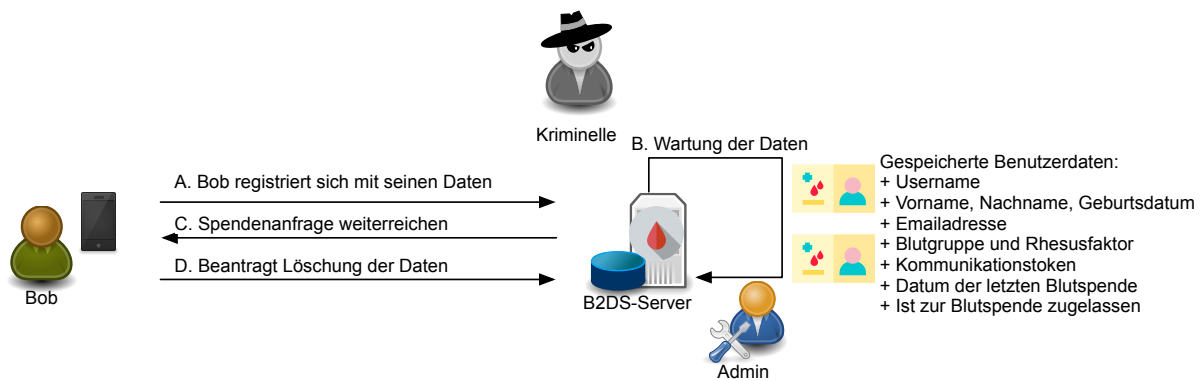 Kriminelle
B. Wartung der Daten
A. Bob registriert sich mit seinen Daten
C. Spendenanfrage weiterreichen
D. Beantragt Löschung der Daten
Bob
B2DS-Server
Admin
Gespeicherte Benutzerdaten:
+ Username
+ Vorname, Nachname, Geburtsdatum
+ Emailadresse
+ Blutgruppe und Rhesusfaktor
+ Kommunikationstoken
+ Datum der letzten Blutspende
+ Ist zur Blutspende zugelassen